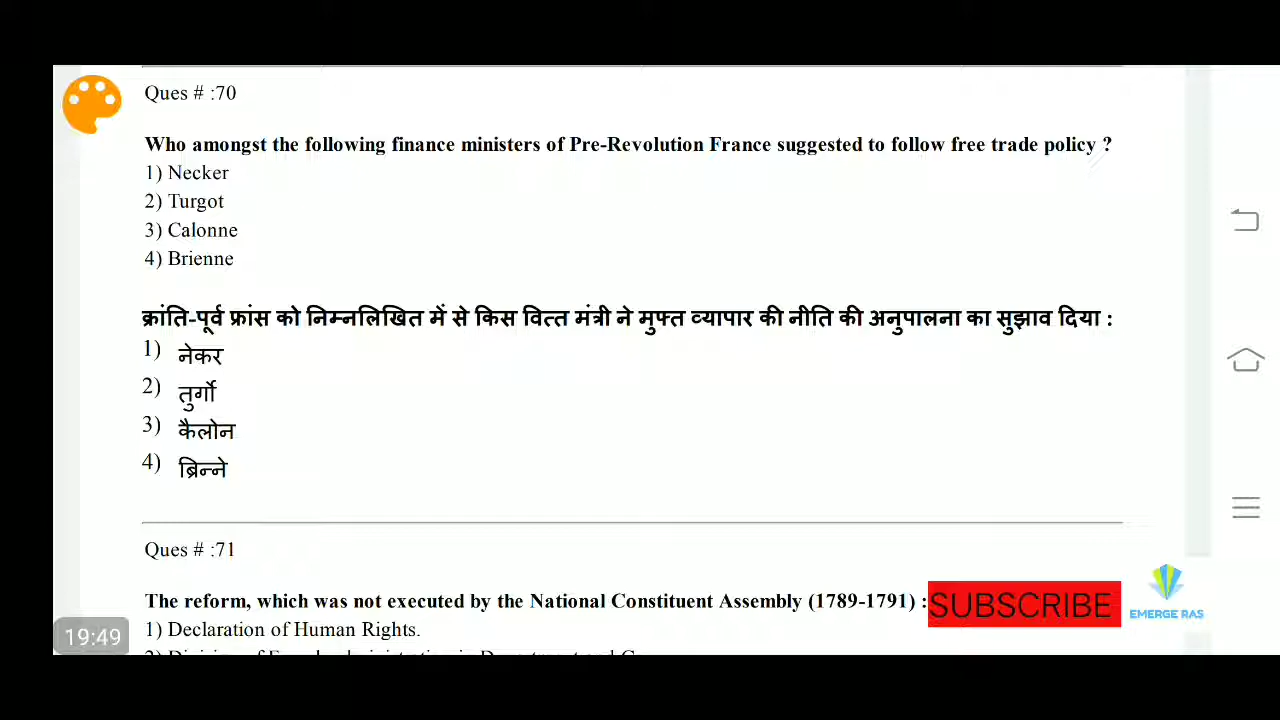 Ques # :70
Who amongst the following finance ministers of Pre-Revolution France suggested to follow free trade policy ?
1) Necker
2) Turgot
3) Calonne
4) Brienne
क्रांति-पूर्व फ्रांस को निम्नलिखित में से किस वित्त मंत्री ने मुफ्त व्यापार की नीति की अनुपालना का सुझाव दिया :
1) नेकर
2) तुर्गो
3) कैलोन
4) ब्रिन्ने
Ques # :71
The reform, which was not executed by the National Constituent Assembly (1789-1791) :
SUBSCRIBE
EMERGE RAS
1) Declaration of Human Rights.
19:49